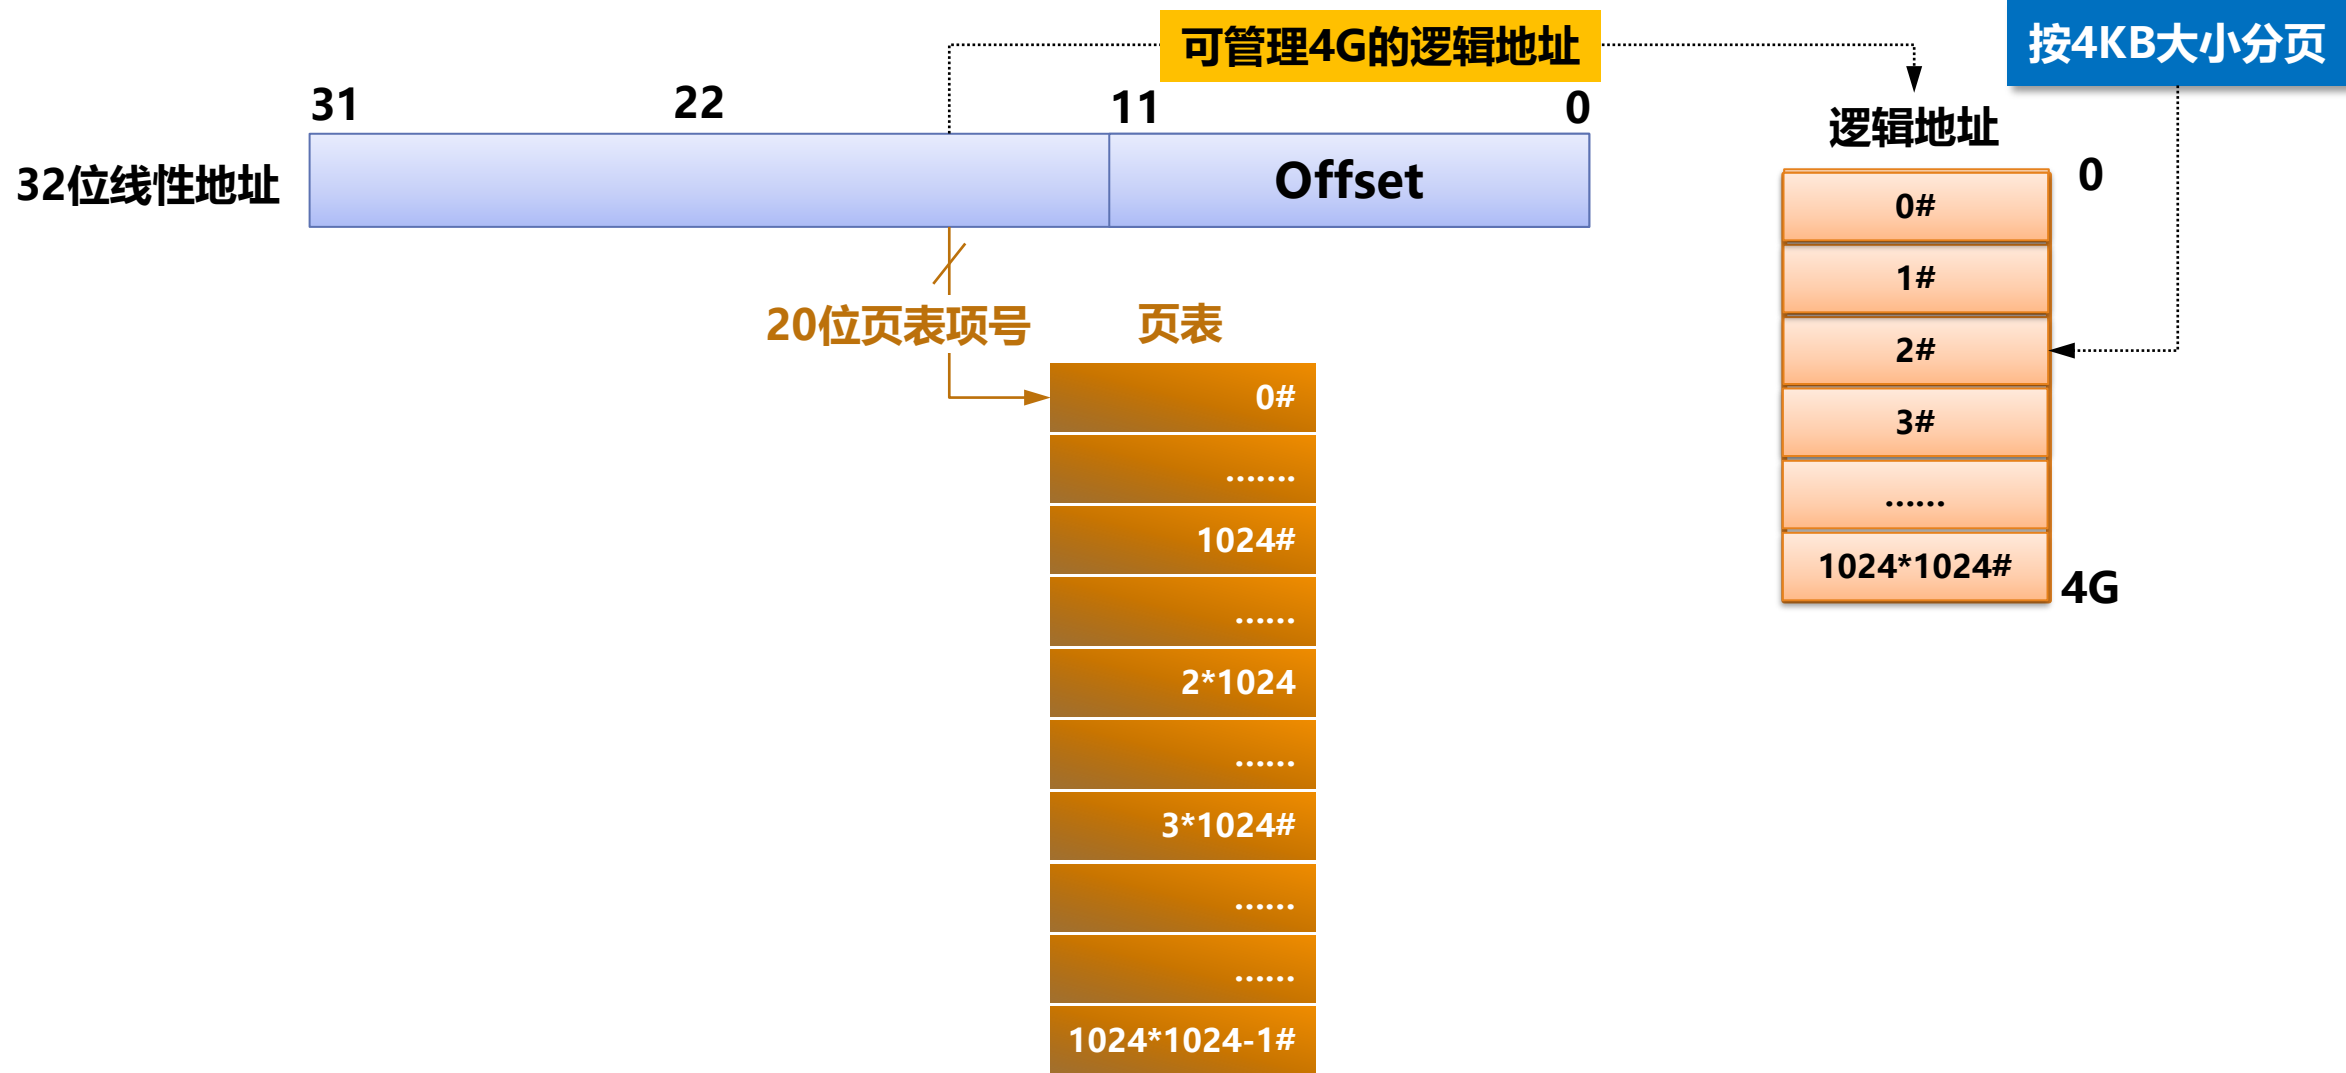 可管理4G的逻辑地址
按4KB大小分页
31
22
11
0
32位线性地址
Offset
20位页表项号
页表
0#
.......
1024#
......
2*1024
......
3*1024#
......
......
1024*1024-1#
逻辑地址
0
0#
1#
2#
3#
......
1024*1024#
4G